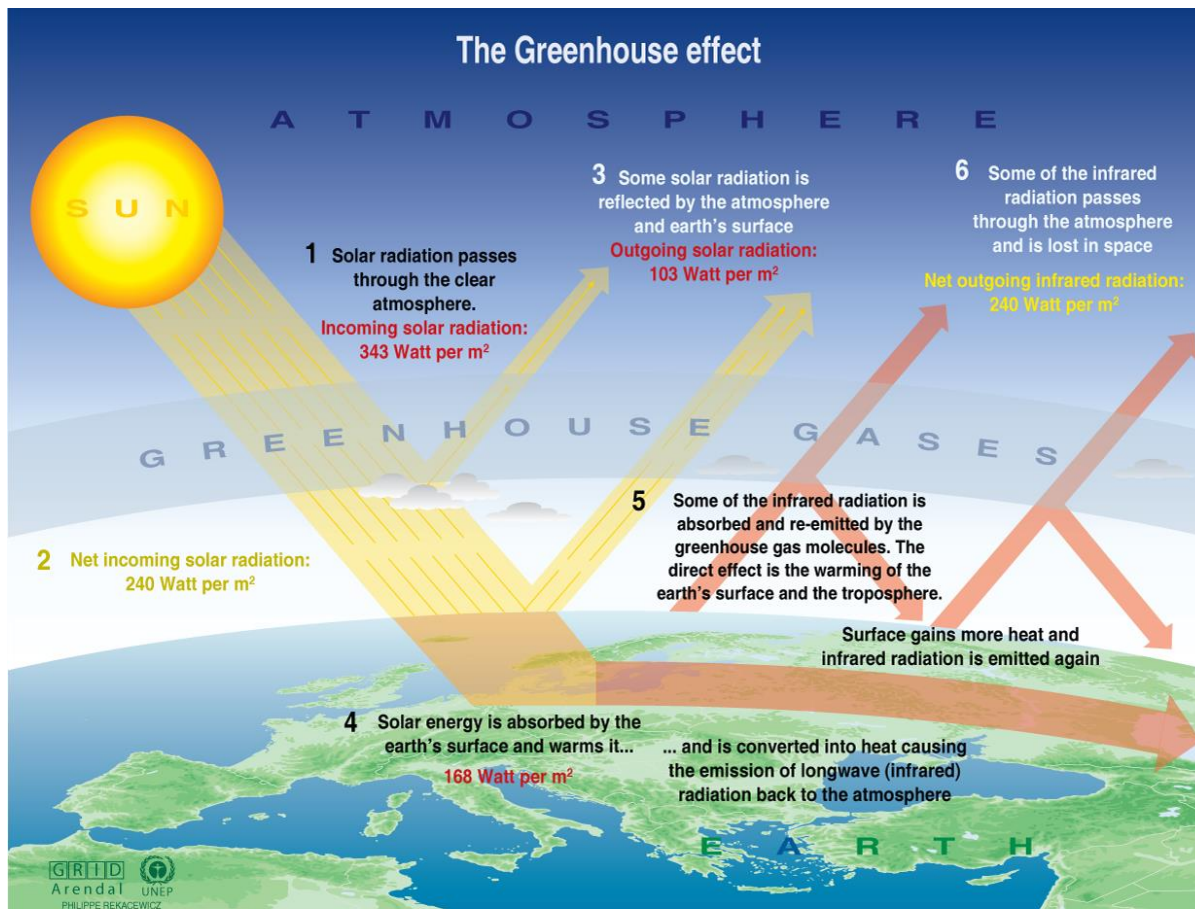 The Greenhouse effect
ATMOSPHERE
SUN
1 Solar radiation passes
through the clear
atmosphere.
Incoming solar radiation:
343 Watt per m²
3 Some solar radiation is
reflected by the atmosphere
and earth's surface
Outgoing solar radiation:
103 Watt per m²
6 Some of the infrared
radiation passes
through the atmosphere
and is lost in space
Net outgoing infrared radiation:
240 Watt per m²
GREENHOUSE GASES
2 Net incoming solar radiation:
240 Watt per m²
5 Some of the infrared radiation is
absorbed and re-emitted by the
greenhouse gas molecules. The
direct effect is the warming of the
earth's surface and the troposphere.
Surface gains more heat and
infrared radiation is emitted again
4 Solar energy is absorbed by the
earth's surface and warms it...
168 Watt per m²
... and is converted into heat causing
the emission of longwave (infrared)
radiation back to the atmosphere
EARTH
GRID
Arendal UNEP
PHILIPPE REKACEWICZ